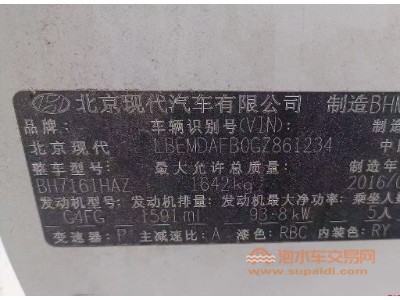 北京现代汽车有限公司 制造BHM
品牌: 车辆识别号(VIN): 制造
北京现代 LBEMDAFB0GZ861234 中
整车型号: 最大允许总质量: 制造年
BH7161HAZ 1642kg 2016/0
发动机型号: 发动机排量: 发动机最大净功率: 乘坐人
G4FG 1591ml 93.8kW 5人
变速器: P 主减速比: A 漆色: RBC 内装色: RY
泡水车交易网
www.supaidi.com